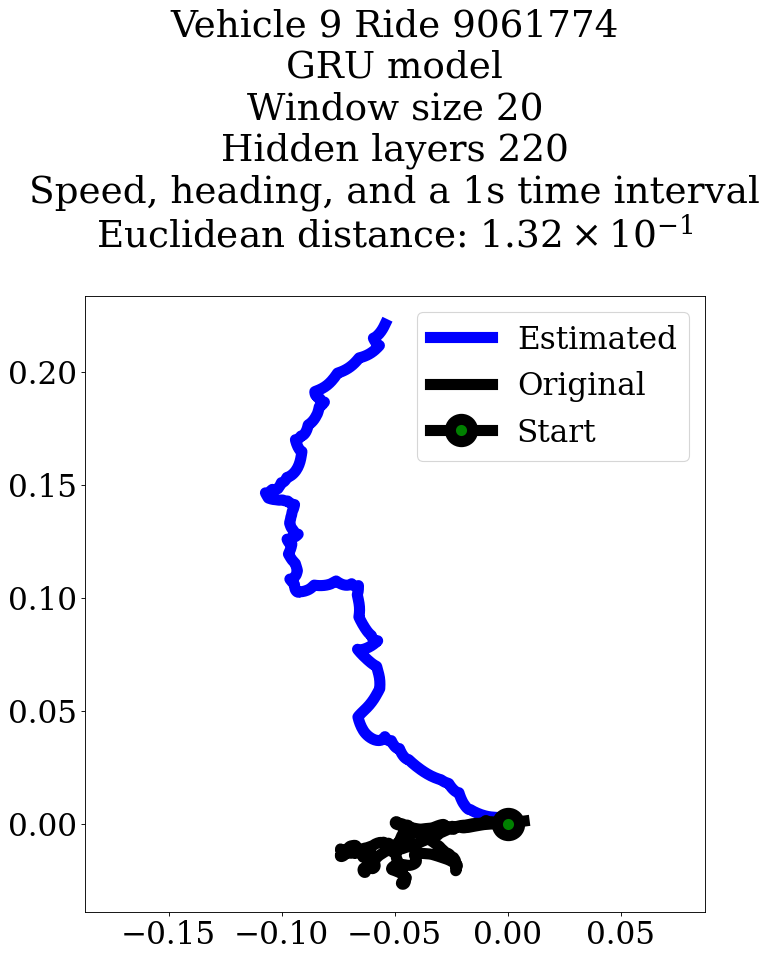 Vehicle 9 Ride 9061774
GRU model
Window size 20
Hidden layers 220
Speed, heading, and a 1s time interval
Euclidean distance: 1.32 × 10⁻¹
Estimated
Original
Start
0.20
0.15
0.10
0.05
0.00
−0.15 −0.10 −0.05 0.00 0.05